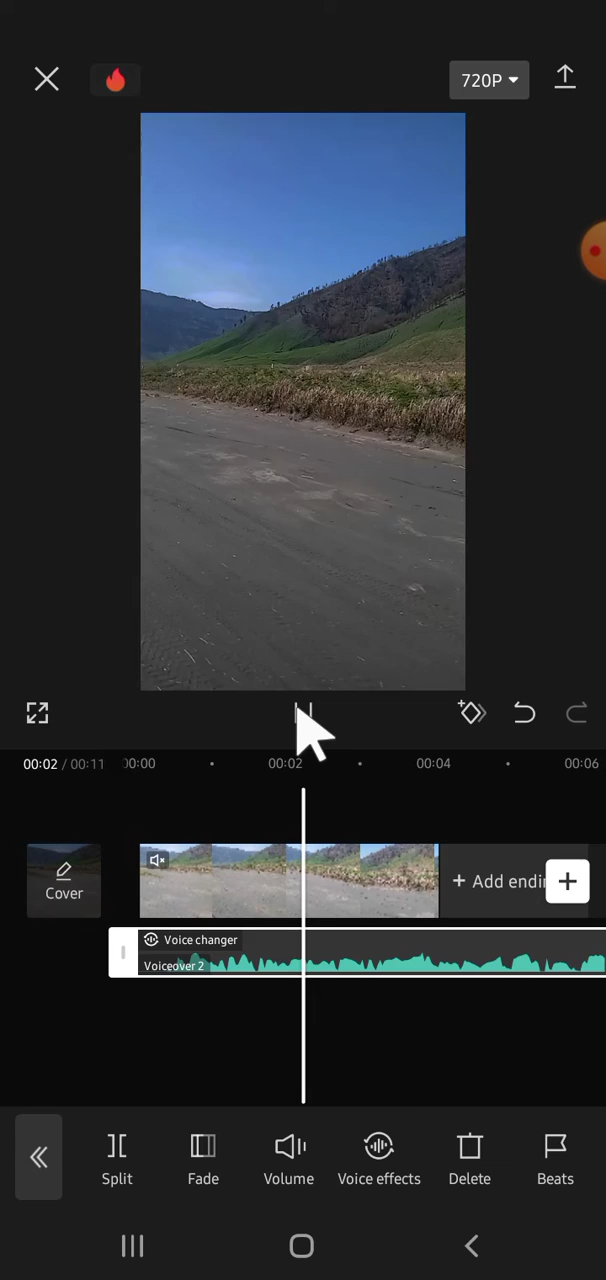 720P
00:02 / 00:11
00:00
00:02
00:04
00:06
Cover
+ Add endi
Voice changer
Voiceover 2
Split
Fade
Volume
Voice effects
Delete
Beats